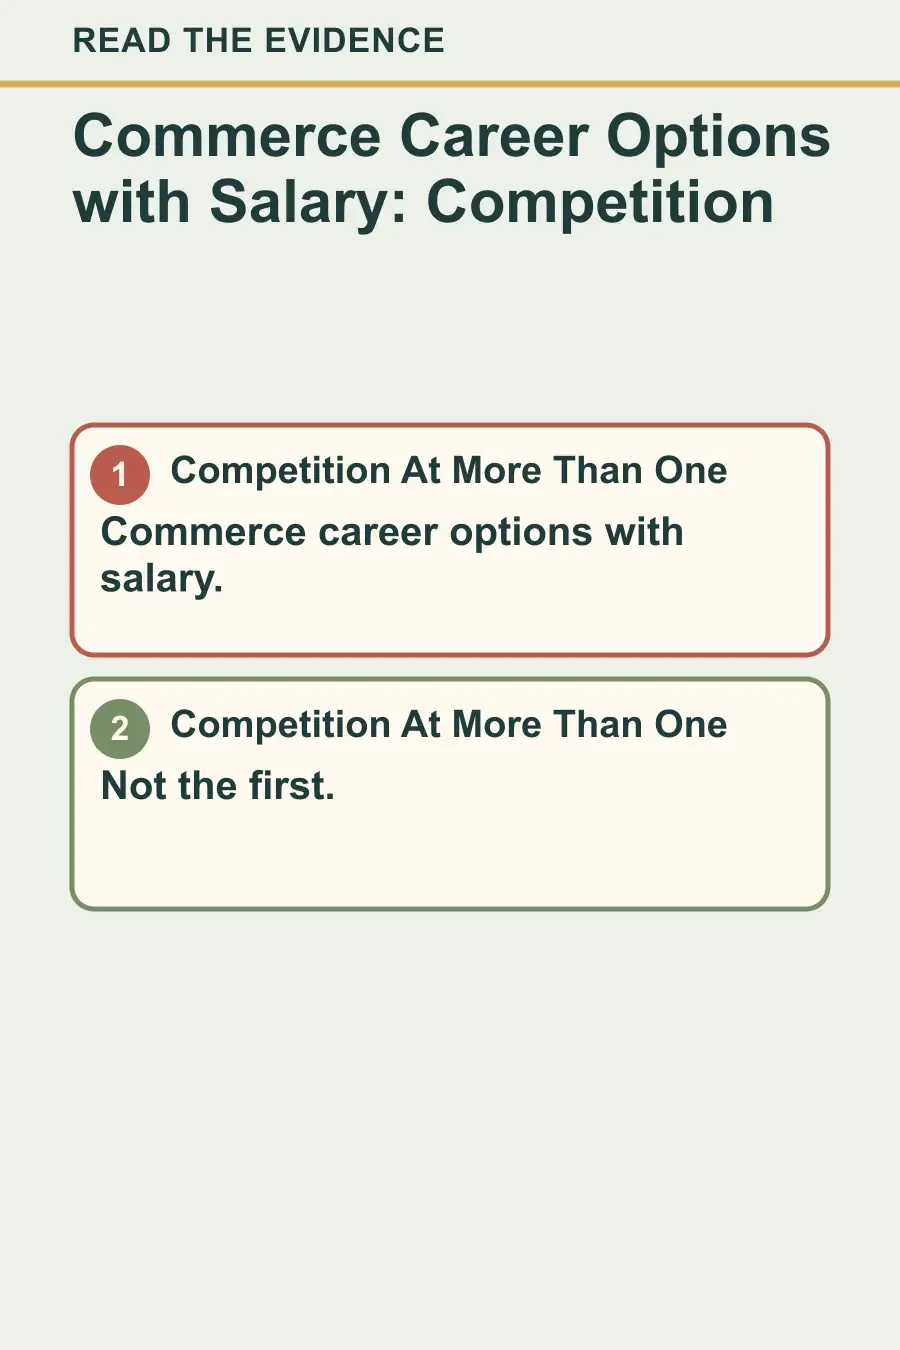 READ THE EVIDENCE
Commerce Career Options
with Salary: Competition
1 Competition At More Than One
Commerce career options with
salary.
2 Competition At More Than One
Not the first.